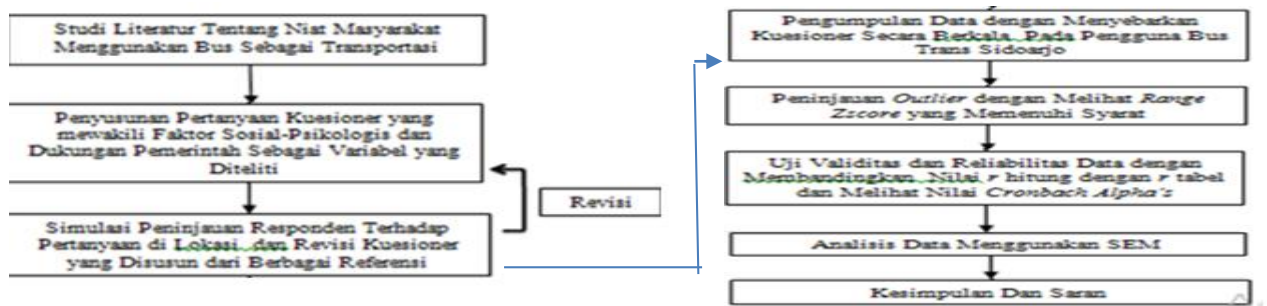 Studi Literatur Tentang Niat Masyarakat
Menggunakan Bus Sebagai Transportasi
Penyusunan Pertanyaan Kuesioner yang
mewakili Faktor Sosial-Psikologis dan
Dukungan Pemerintah Sebagai Variabel yang
Diteliti
Revisi
Simulasi Peninjauan Responden Terhadap
Pertanyaan di Lokasi dan Revisi Kuesioner
yang Disusun dari Berbagai Referensi
Pengumpulan Data dengan Menyebarkan
Kuesioner Secara Berkala Pada Pengguna Bus
Trans Sidoarjo
Peninjauan Outlier dengan Melihat Range
Zscore yang Memenuhi Syarat
Uji Validitas dan Reliabilitas Data dengan
Membandingkan Nilai r hitung dengan r tabel
dan Melihat Nilai Cronbach Alpha's
Analisis Data Menggunakan SEM
Kesimpulan Dan Saran